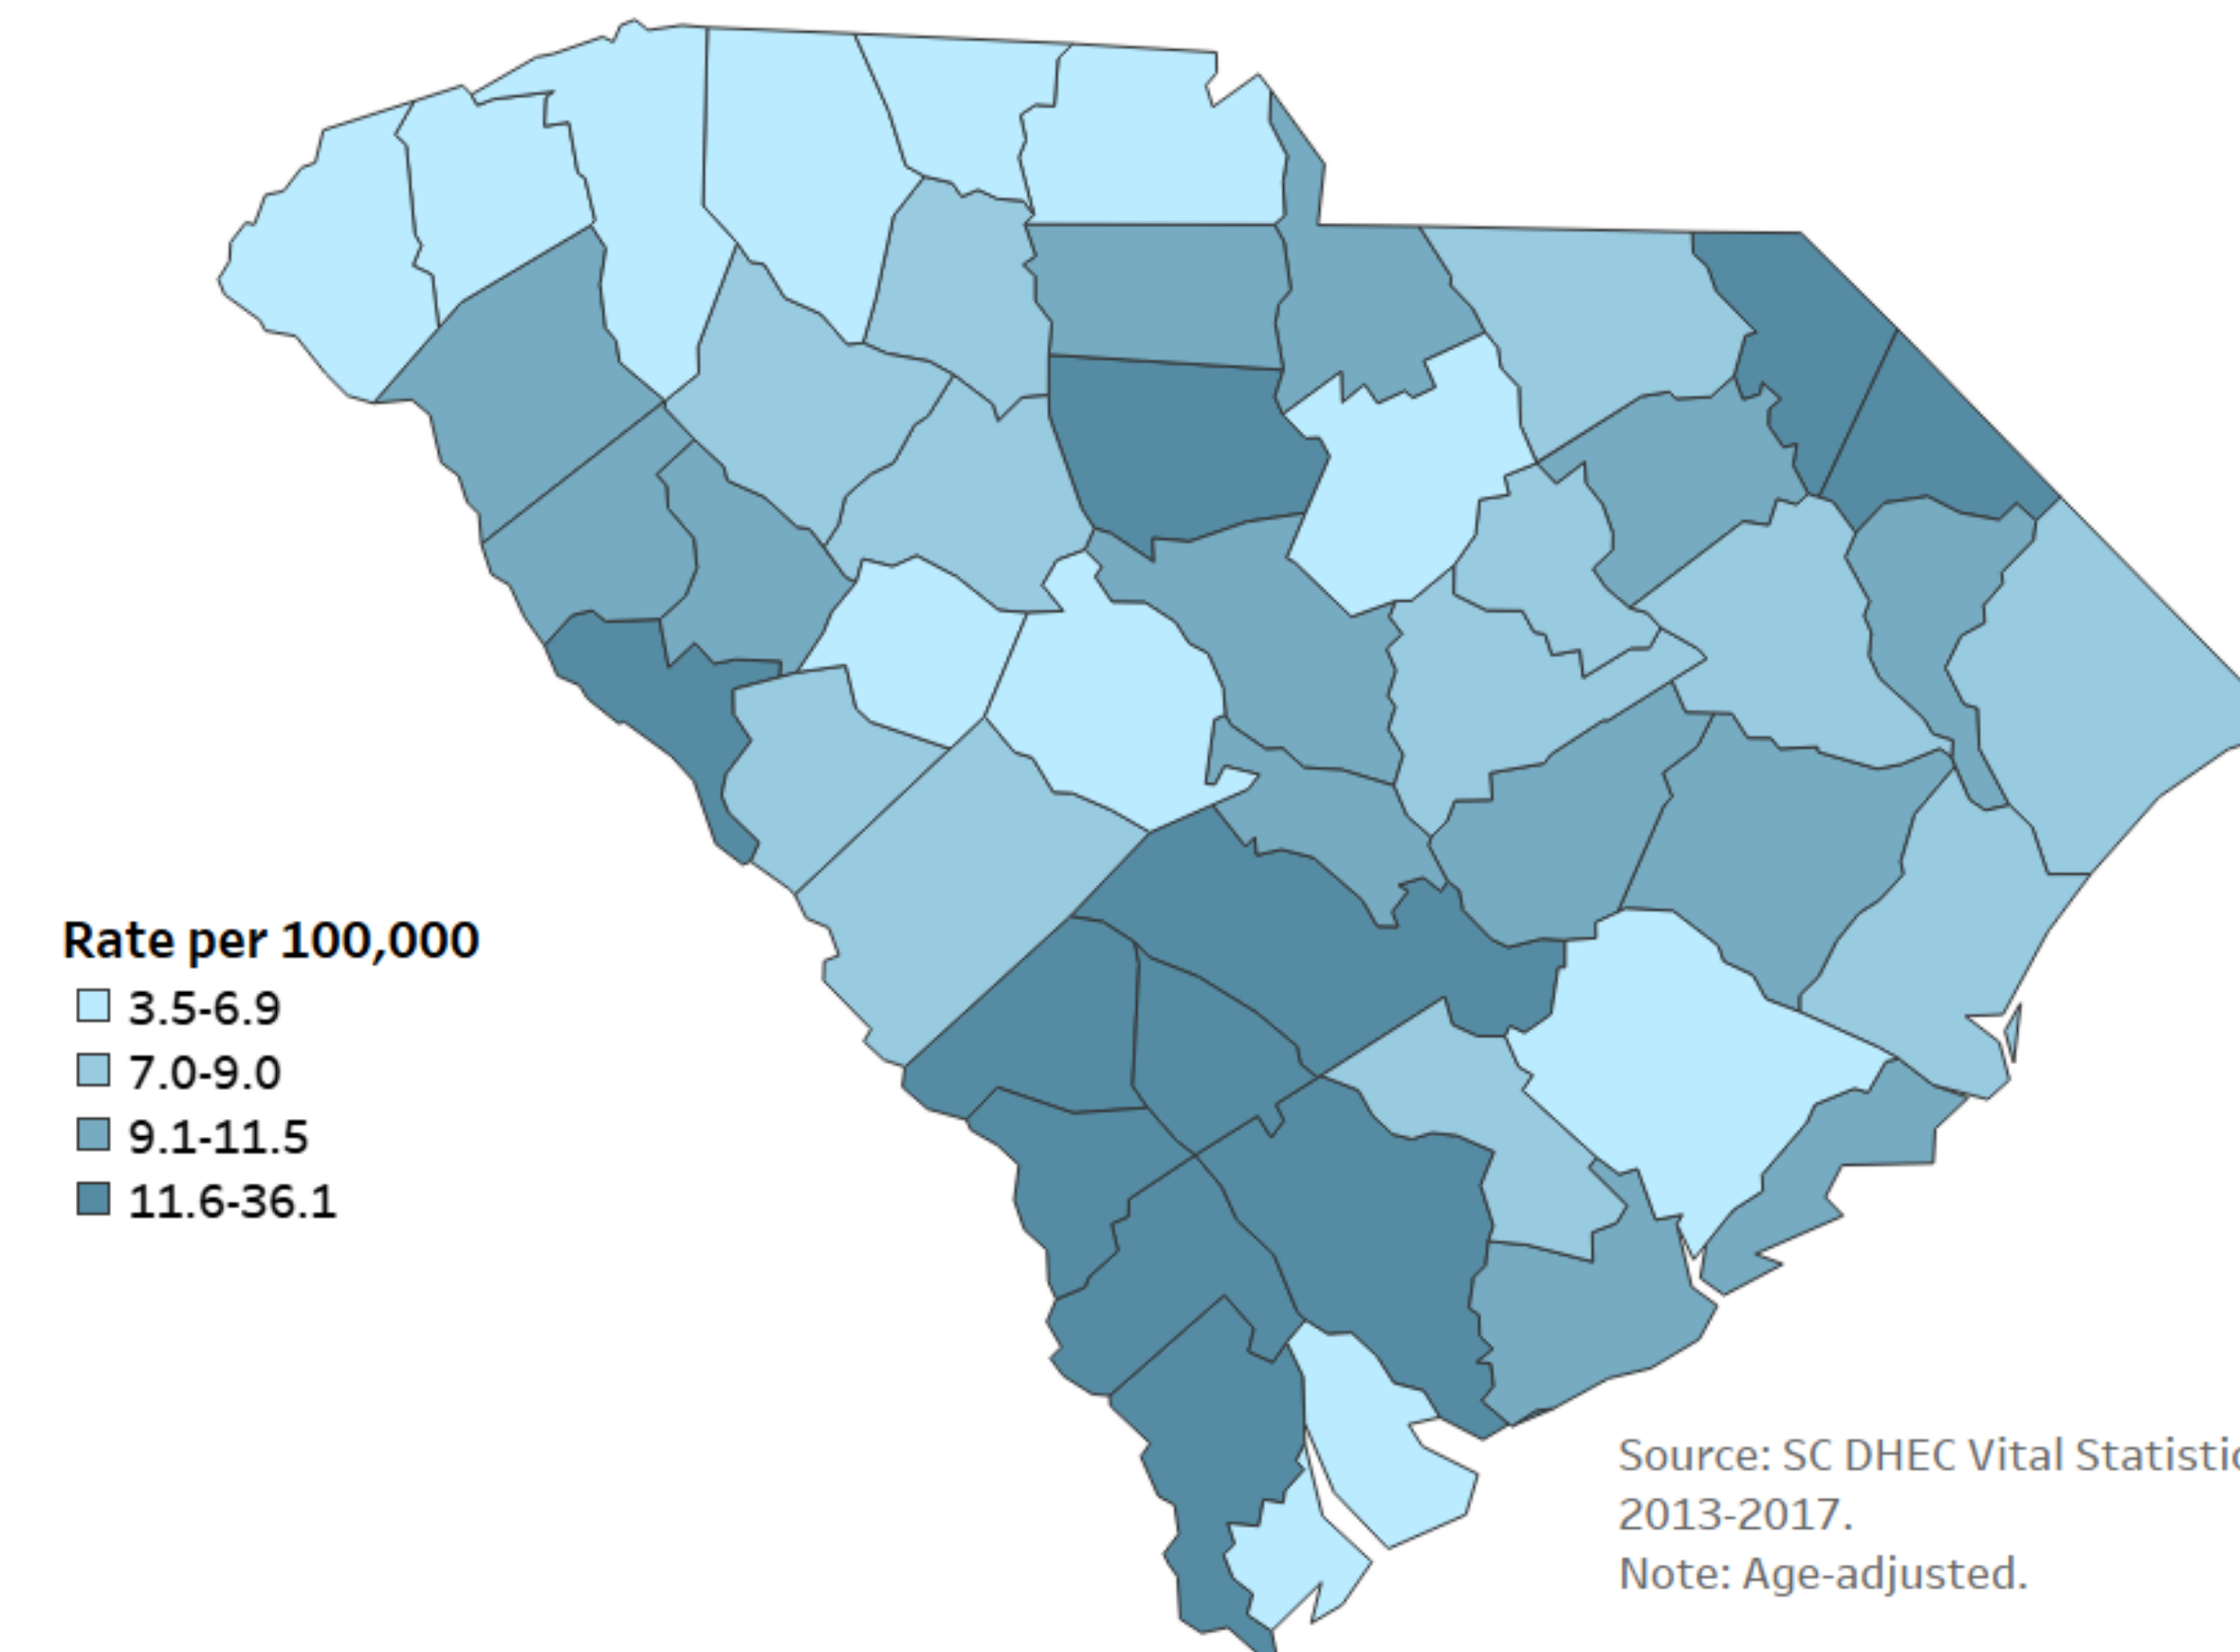 Rate per 100,000
3.5-6.9
7.0-9.0
9.1-11.5
11.6-36.1
Source: SC DHEC Vital
2013-2017.
Note: Age-adjusted.